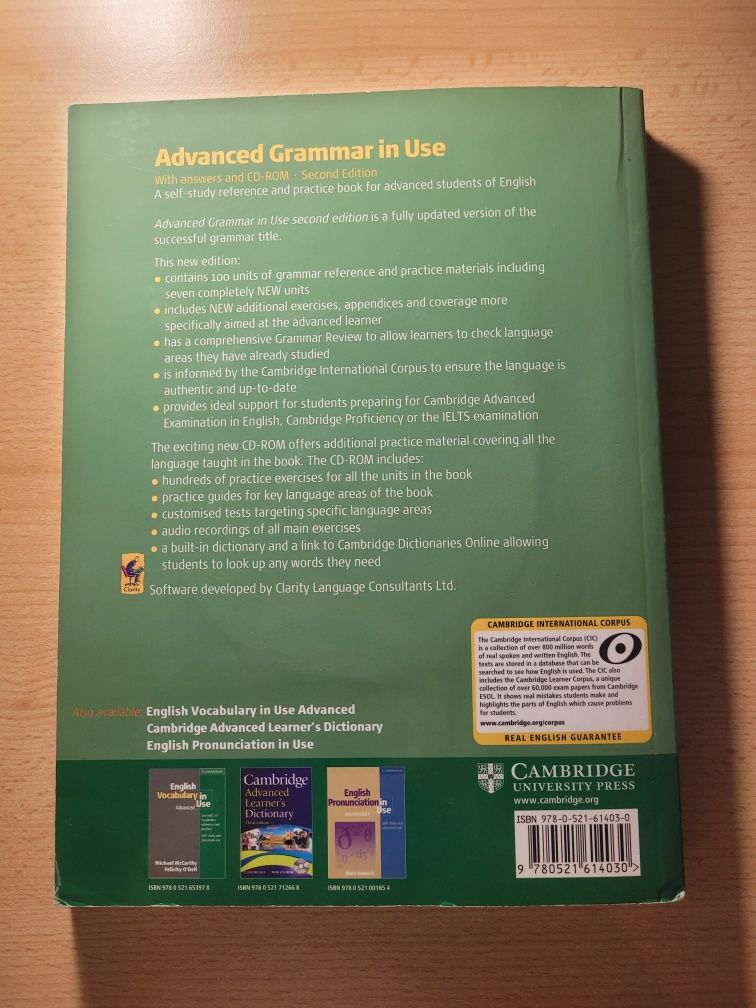 Advanced Grammar in Use
With answers and CD-ROM · Second Edition
A self-study reference and practice book for advanced students of English
Advanced Grammar in Use second edition is a fully updated version of the
successful grammar title.
This new edition:
• contains 100 units of grammar reference and practice materials including
seven completely NEW units
• includes NEW additional exercises, appendices and coverage more
specifically aimed at the advanced learner
• has a comprehensive Grammar Review to allow learners to check language
areas they have already studied
• is informed by the Cambridge International Corpus to ensure the language is
authentic and up-to-date
• provides ideal support for students preparing for Cambridge Advanced
Examination in English, Cambridge Proficiency or the IELTS examination
The exciting new CD-ROM offers additional practice material covering all the
language taught in the book. The CD-ROM includes:
• hundreds of practice exercises for all the units in the book
• practice guides for key language areas of the book
• customised tests targeting specific language areas
• audio recordings of all main exercises
• a built-in dictionary and a link to Cambridge Dictionaries Online allowing
students to look up any words they need
Clarity
Software developed by Clarity Language Consultants Ltd.
CAMBRIDGE INTERNATIONAL CORPUS
The Cambridge International Corpus (CIC)
is a collection of over 800 million words
of real spoken and written English. The
texts are stored in a database that can be
searched to see how English is used. The CIC also
includes the Cambridge Learner Corpus, a unique
collection of over 60,000 exam papers from Cambridge
ESOL. It shows real mistakes students make and
highlights the parts of English which cause problems
for students.
www.cambridge.org/corpus
REAL ENGLISH GUARANTEE
Also available: English Vocabulary in Use Advanced
Cambridge Advanced Learner's Dictionary
English Pronunciation in Use
English
Vocabulary in
Use
Advanced
Michael McCarthy
Felicity O'Dell
ISBN 978 0 521 65397 8
Cambridge
Advanced
Learner's
Dictionary
Third Edition
CAMBRIDGE
ISBN 978 0 521 71266 8
English
Pronunciation in
Use
Intermediate
Mark Hancock
ISBN 978 0 521 00185 4
CAMBRIDGE
UNIVERSITY PRESS
www.cambridge.org
ISBN 978-0-521-61403-0
9 780521 614030 >